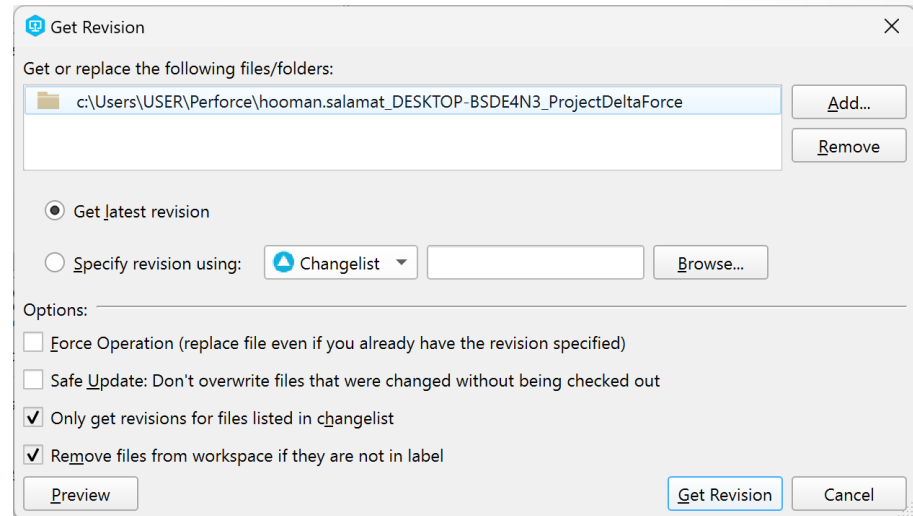 Get Revision
Get or replace the following files/folders:
c:\Users\USER\Perforce\hooman.salamat_DESKTOP-BSDE4N3_ProjectDeltaForce
Add...
Remove
Get latest revision
Specify revision using: Changelist Browse...
Options:
Force Operation (replace file even if you already have the revision specified)
Safe Update: Don't overwrite files that were changed without being checked out
Only get revisions for files listed in changelist
Remove files from workspace if they are not in label
Preview Get Revision Cancel